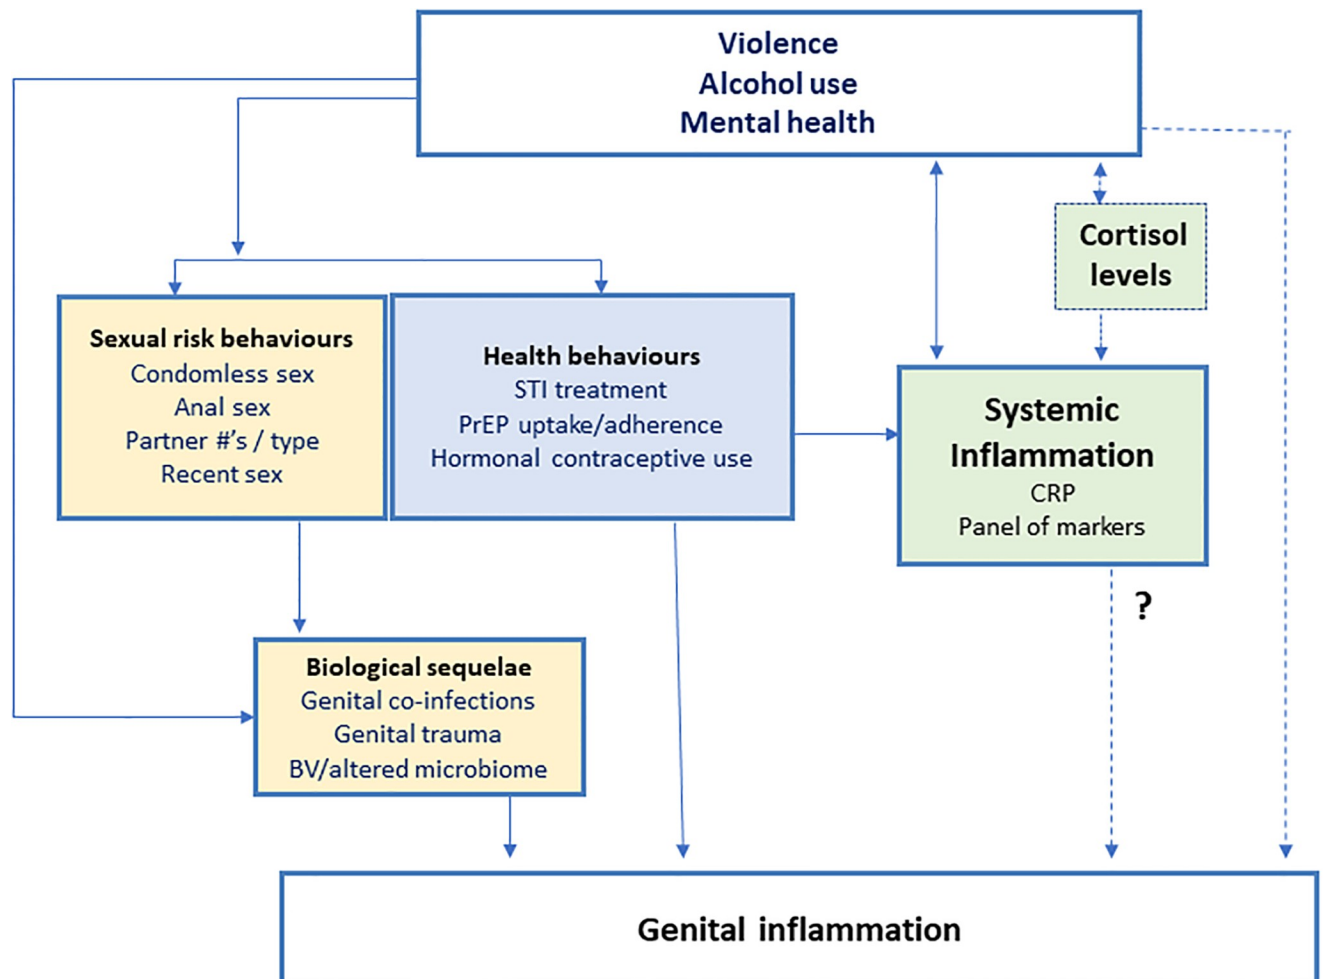 Violence
Alcohol use
Mental health
Cortisol
levels
Sexual risk behaviours
Condomless sex
Anal sex
Partner #'s / type
Recent sex
Health behaviours
STI treatment
PrEP uptake/adherence
Hormonal contraceptive use
Systemic
Inflammation
CRP
Panel of markers
?
Biological sequelae
Genital co-infections
Genital trauma
BV/altered microbiome
Genital inflammation